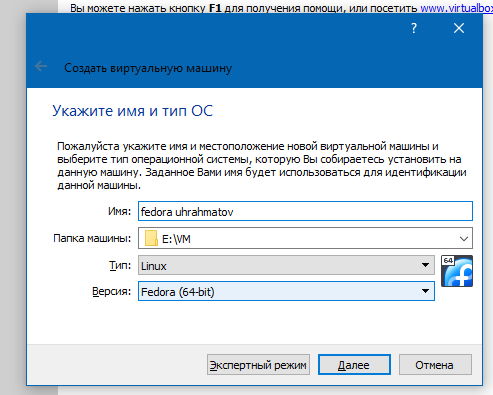 Вы можете нажать кнопку F1 для получения помощи, или посетить www.virtualbox
?
Создать виртуальную машину
Укажите имя и тип ОС
Пожалуйста укажите имя и местоположение новой виртуальной машины и
выберите тип операционной системы, которую Вы собираетесь установить на
данную машину. Заданное Вами имя будет использоваться для идентификации
данной машины.
Имя: fedora uhrahmatov
Папка машины: E:\VM
Тип: Linux
64
Версия: Fedora (64-bit)
Экспертный режим Далее Отмена